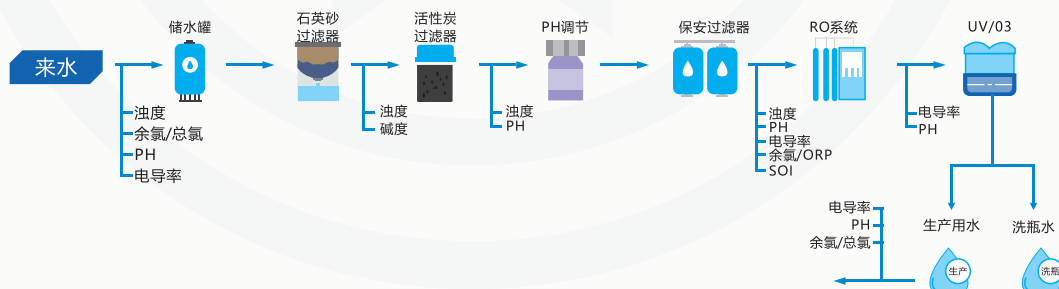 来水
储水罐
石英砂
过滤器
活性炭
过滤器
PH调节
保安过滤器
RO系统
UV/03
浊度
余氯/总氯
PH
电导率
浊度
碱度
浊度
PH
浊度
PH
电导率
余氯/ORP
SOI
电导率
PH
电导率
PH
余氯/总氯
生产用水
洗瓶水
生产
洗瓶